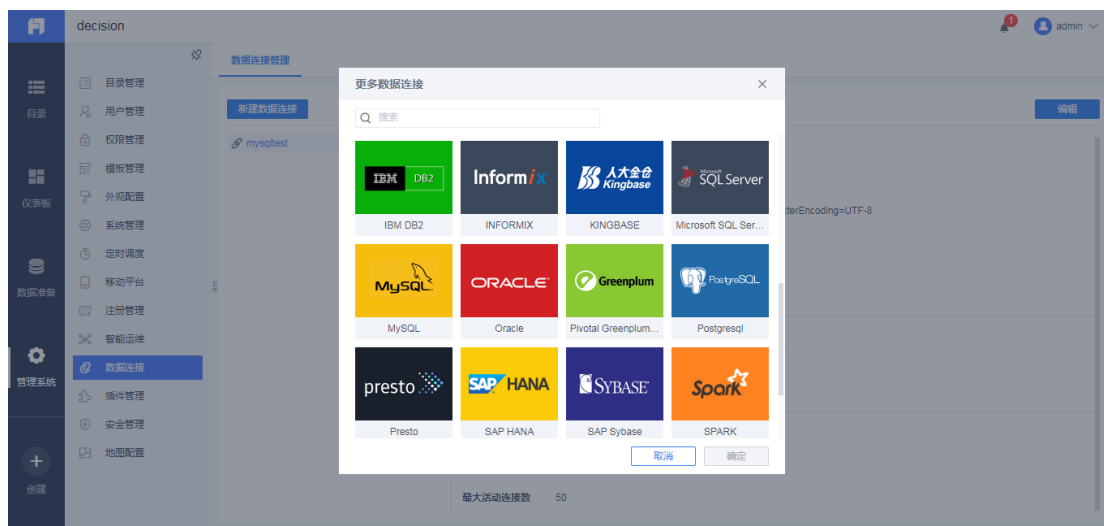 decision
1
admin
目录
仪表板
数据准备
管理系统
创建
目录管理
用户管理
权限管理
模板管理
外观配置
系统管理
定时调度
移动平台
注册管理
智能运维
数据连接
插件管理
安全管理
地图配置
数据连接管理
新建数据连接
mysqltest
编辑
terEncoding=UTF-8
更多数据连接
搜索
IBM DB2
Informix
人大金仓
Kingbase
Microsoft
SQL Server
IBM DB2
INFORMIX
KINGBASE
Microsoft SQL Ser...
MySQL
ORACLE
Greenplum
PostgreSQL
MySQL
Oracle
Pivotal Greenplum...
Postgresql
presto
SAP HANA
SYBASE
Spark
Presto
SAP HANA
SAP Sybase
SPARK
取消
确定
最大活动连接数 50